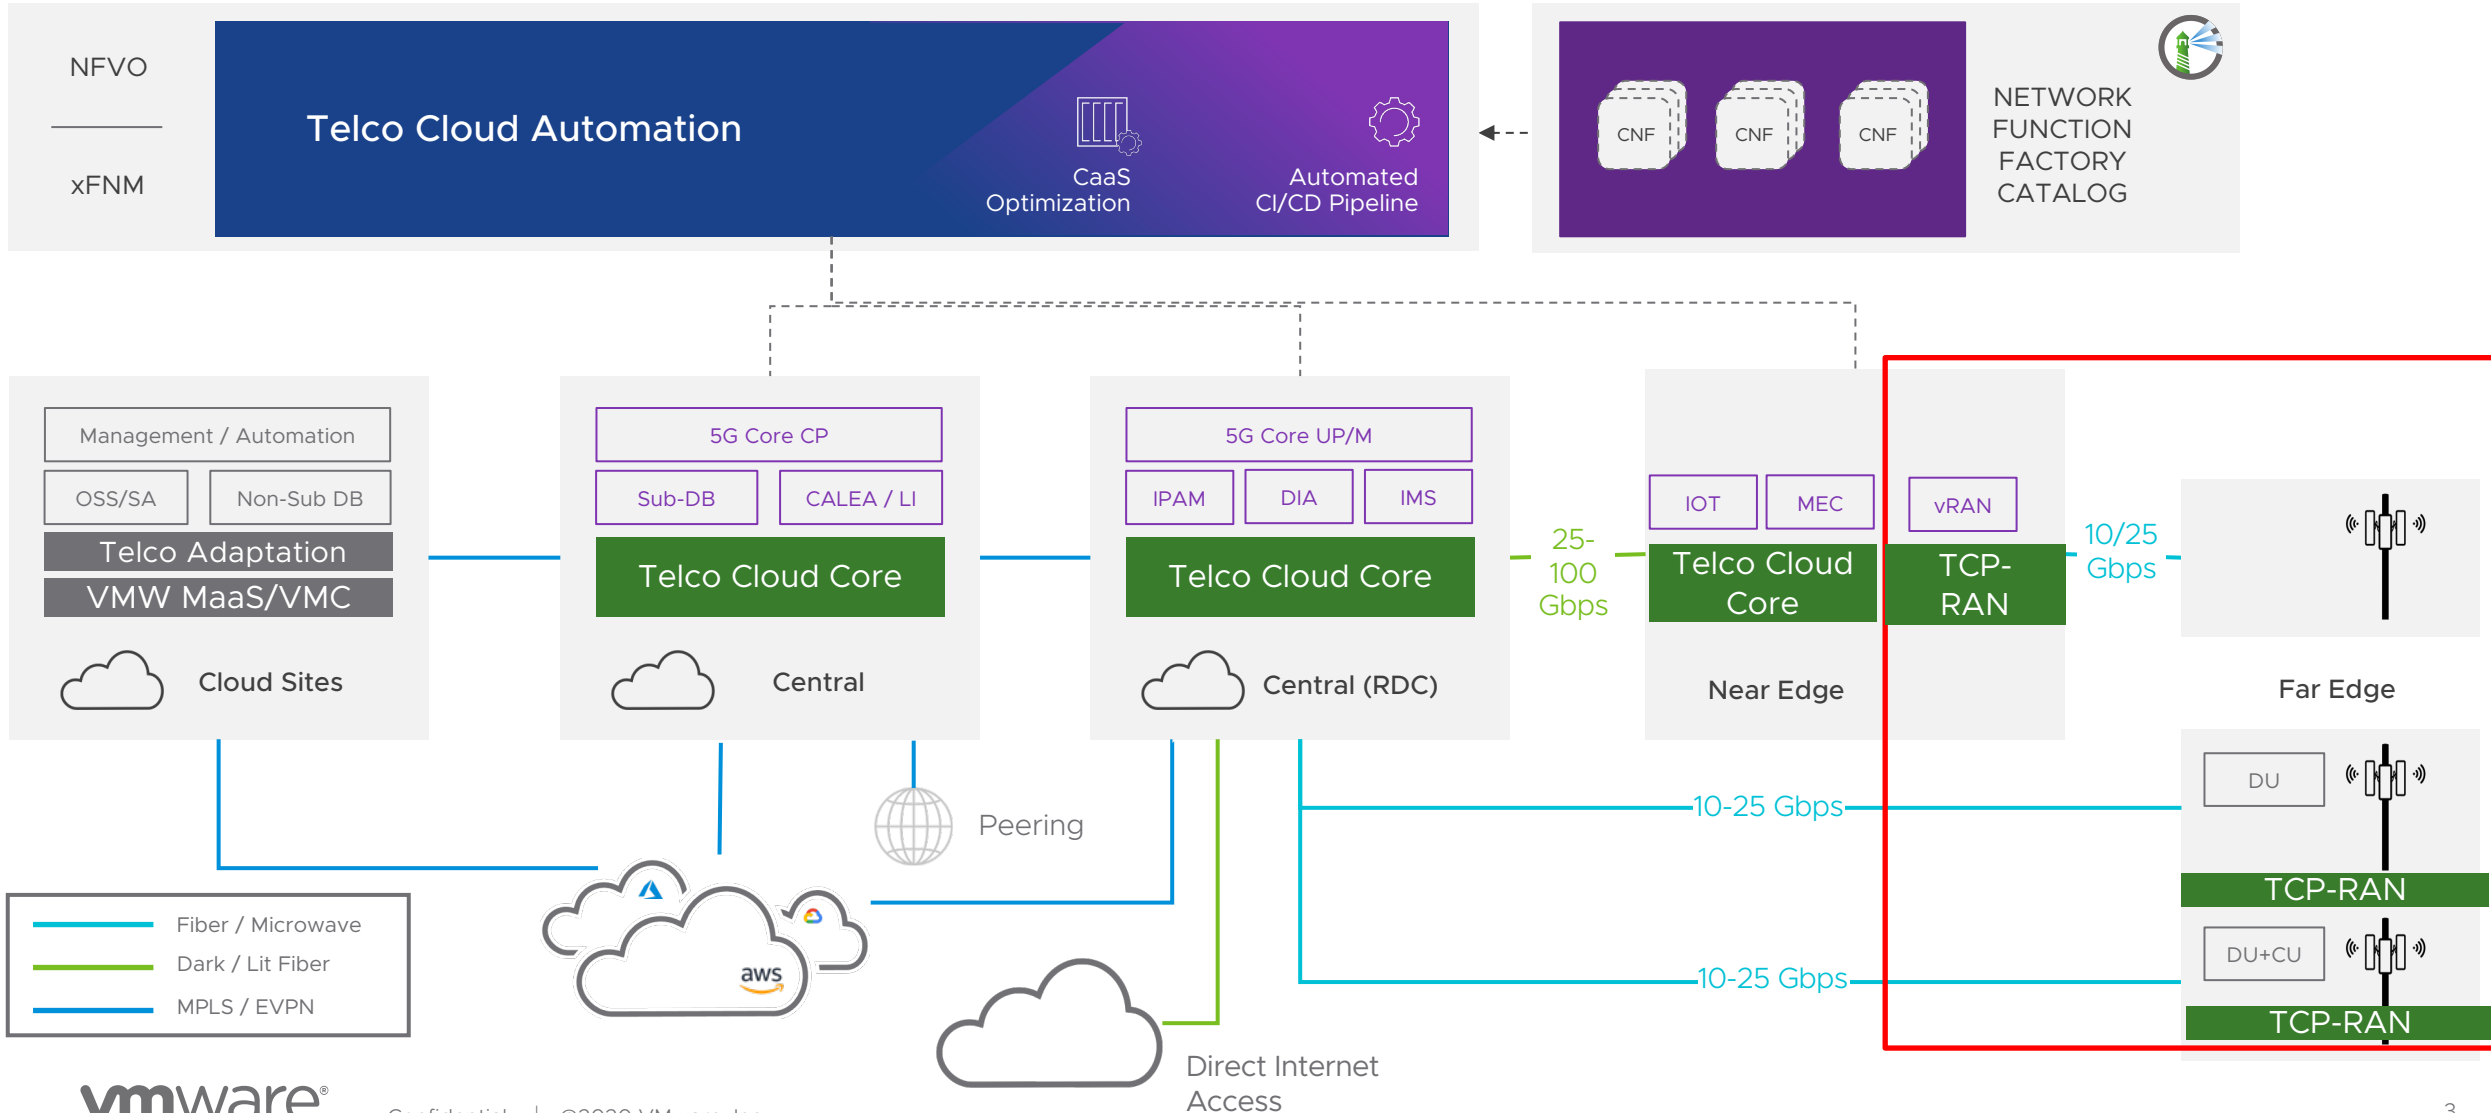 NFVO
xFNM
Telco Cloud Automation
CaaS
Optimization
Automated
CI/CD Pipeline
CNF
CNF
CNF
NETWORK
FUNCTION
FACTORY
CATALOG
Management / Automation
OSS/SA
Non-Sub DB
Telco Adaptation
VMW MaaS/VMC
Cloud Sites
5G Core CP
Sub-DB
CALEA / LI
Telco Cloud Core
Central
5G Core UP/M
IPAM
DIA
IMS
Telco Cloud Core
Central (RDC)
25-
100
Gbps
IOT
MEC
Telco Cloud
Core
vRAN
TCP-
RAN
Near Edge
10/25
Gbps
Far Edge
DU
TCP-RAN
DU+CU
TCP-RAN
10-25 Gbps
10-25 Gbps
Peering
aws
Direct Internet
Access
Fiber / Microwave
Dark / Lit Fiber
MPLS / EVPN
vmware®
Confidential | ©2020 VMware, Inc.
3